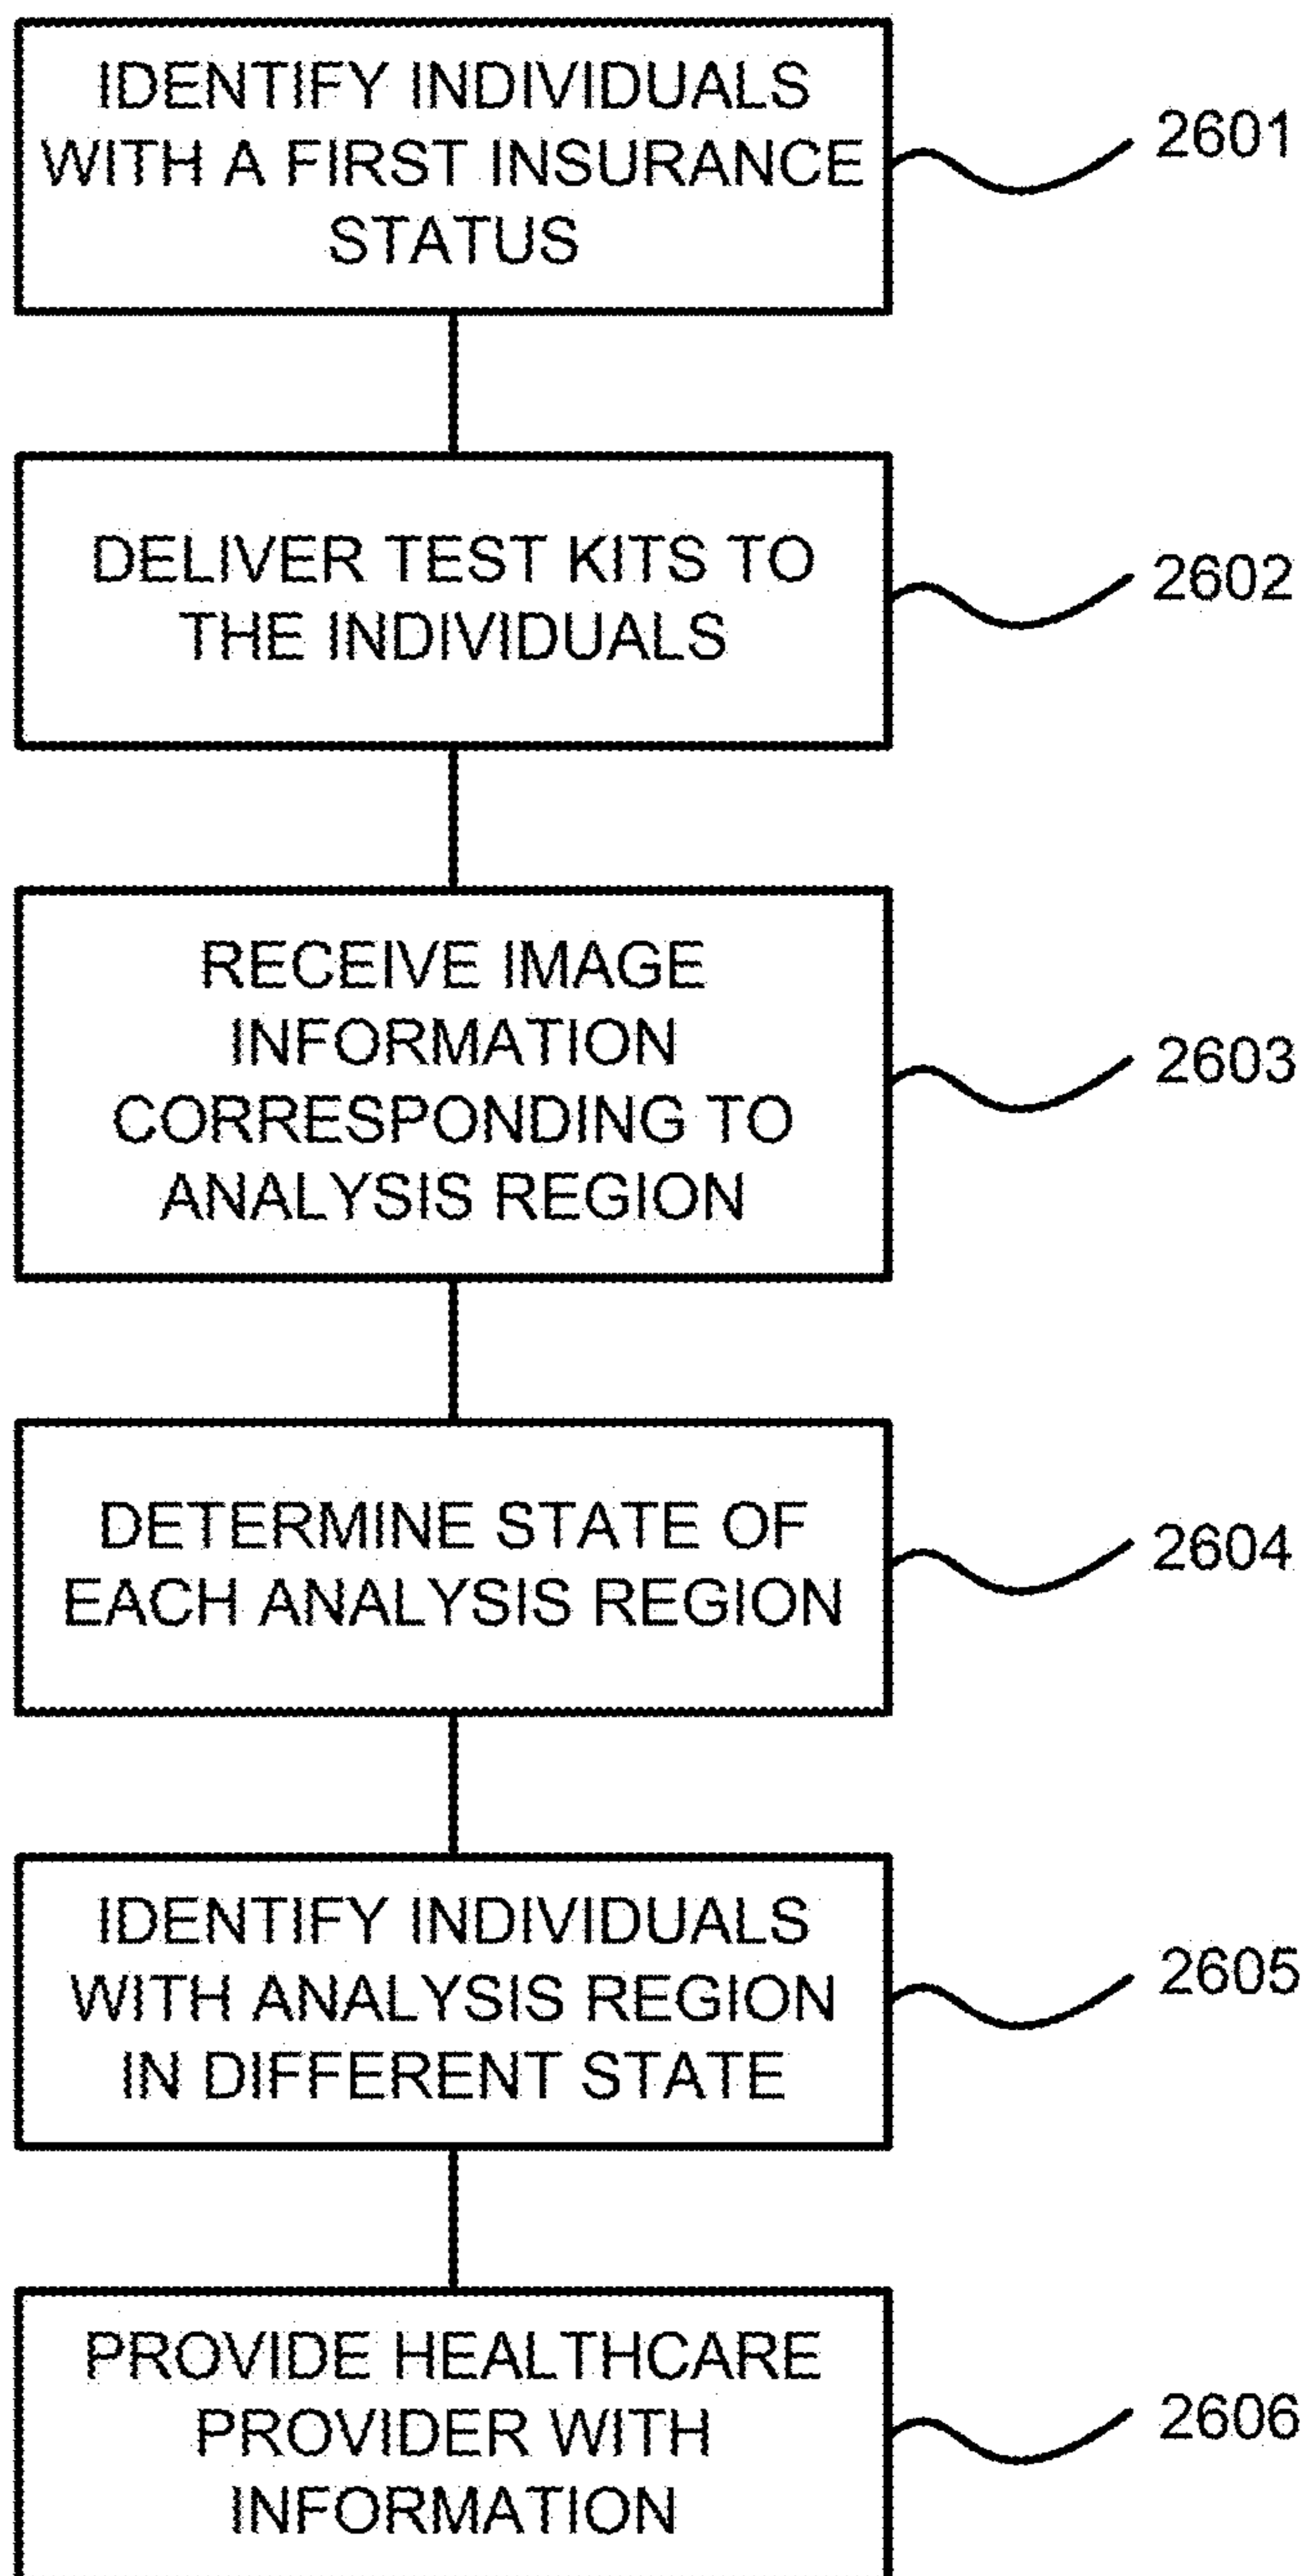 IDENTIFY INDIVIDUALS
WITH A FIRST INSURANCE
STATUS
2601
DELIVER TEST KITS TO
THE INDIVIDUALS
2602
RECEIVE IMAGE
INFORMATION
CORRESPONDING TO
ANALYSIS REGION
2603
DETERMINE STATE OF
EACH ANALYSIS REGION
2604
IDENTIFY INDIVIDUALS
WITH ANALYSIS REGION
IN DIFFERENT STATE
2605
PROVIDE HEALTHCARE
PROVIDER WITH
INFORMATION
2606